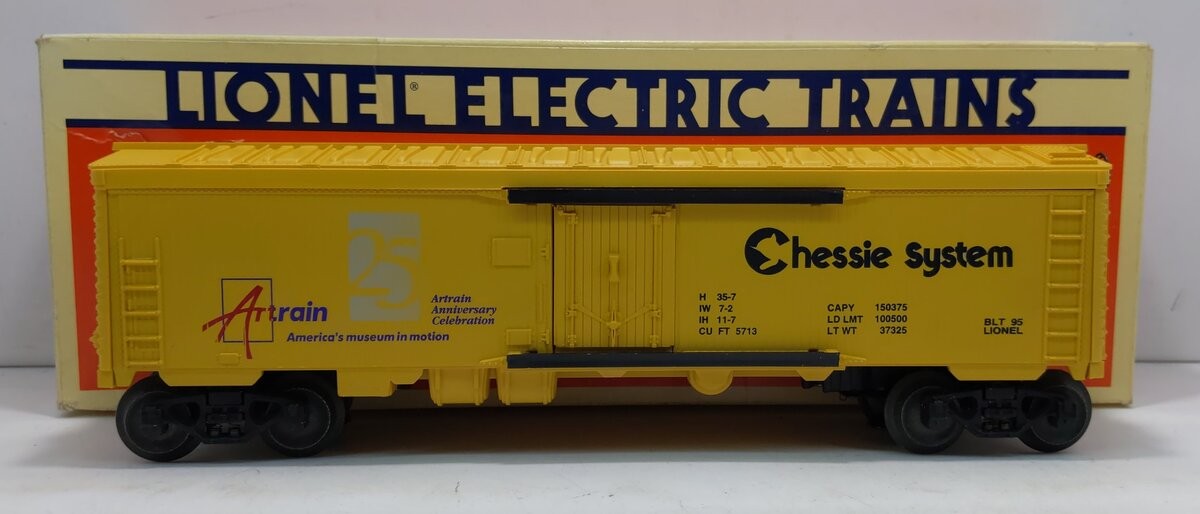 LIONEL® ELECTRIC TRAINS
25
Artrain
America's museum in motion
Artrain
Anniversary
Celebration
Chessie System
H 35-7
IW 7-2
IH 11-7
CU FT 5713
CAPY 150375
LD LMT 100500
LT WT 37325
BLT 95
LIONEL
®